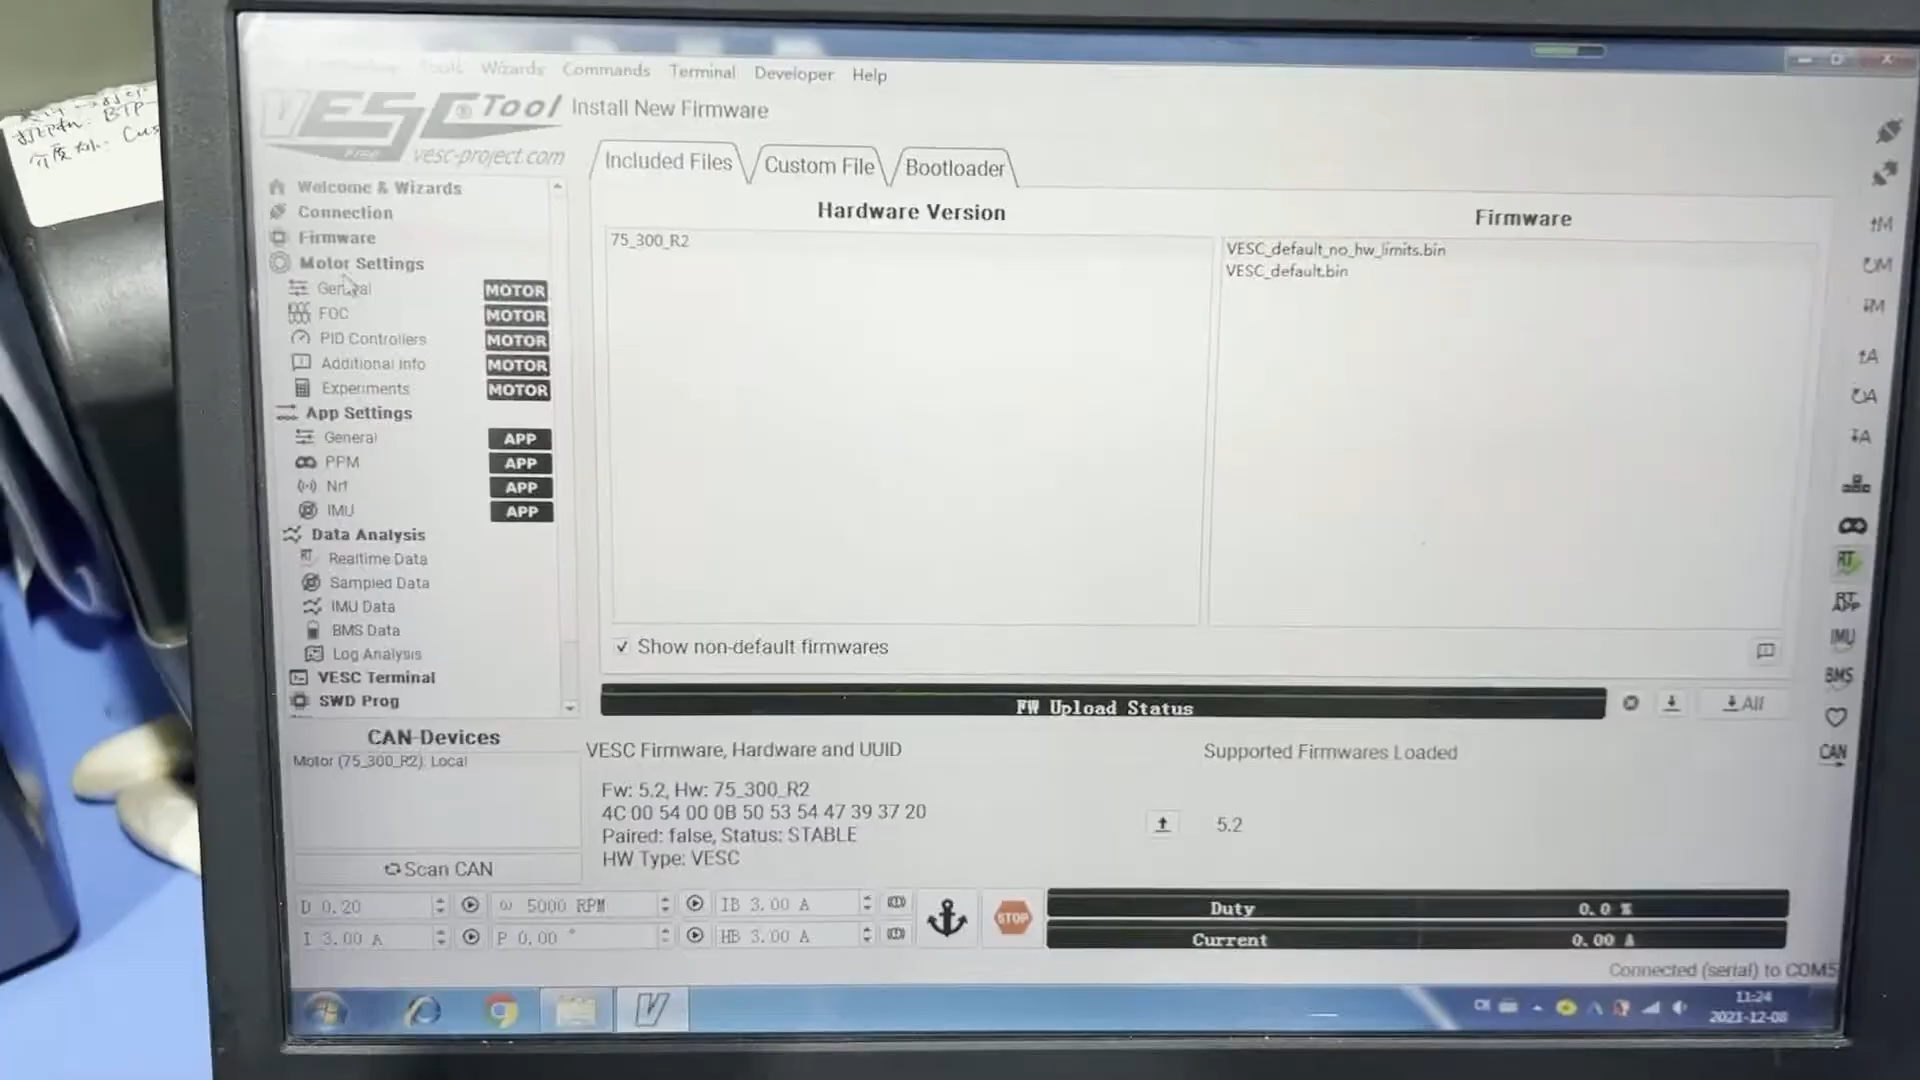 BTP-
Cus
Tools
Wizards
Commands
Terminal
Developer
Help
VESC Tool
Free
vesc-project.com
Install New Firmware
Included Files
Custom File
Bootloader
Welcome & Wizards
Connection
Firmware
Motor Settings
General
MOTOR
FOC
MOTOR
PID Controllers
MOTOR
Additional Info
MOTOR
Experiments
MOTOR
App Settings
General
APP
PPM
APP
Nrf
APP
IMU
APP
Data Analysis
RT
Realtime Data
Sampled Data
IMU Data
BMS Data
Log Analysis
VESC Terminal
SWD Prog
Hardware Version
75_300_R2
Firmware
VESC_default_no_hw_limits.bin
VESC_default.bin
Show non-default firmwares
FW Upload Status
All
CAN-Devices
Motor (75_300_R2): Local
Scan CAN
VESC Firmware, Hardware and UUID
Fw: 5.2, Hw: 75_300_R2
4C 00 54 00 0B 50 53 54 47 39 37 20
Paired: false, Status: STABLE
HW Type: VESC
Supported Firmwares Loaded
5.2
D 0.20
ω 5000 RPM
IB 3.00 A
I 3.00 A
P 0.00 °
HB 3.00 A
STOP
Duty
0.0 %
Current
0.00 A
Connected (serial) to COM5
M
M
M
A
A
A
RT
RT
APP
IMU
BMS
CAN
11:24
2021-12-08